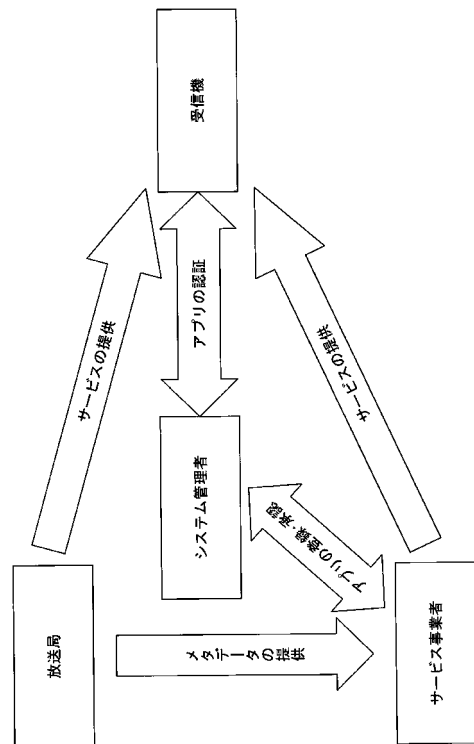 放送局
サービスの提供
受信機
システム管理者
アプリの認証
メタデータの提供
アプリの登録・承認
サービス事業者
サービスの提供